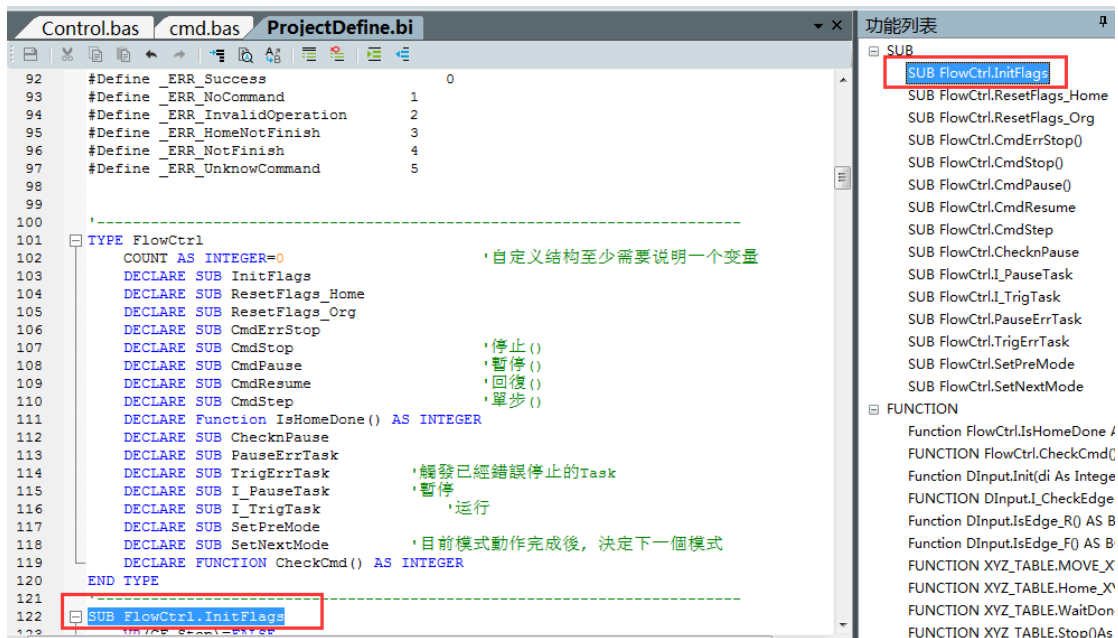 Control.bas cmd.bas ProjectDefine.bi
92 #Define _ERR_Success 0
93 #Define _ERR_NoCommand 1
94 #Define _ERR_InvalidOperation 2
95 #Define _ERR_HomeNotFinish 3
96 #Define _ERR_NotFinish 4
97 #Define _ERR_UnknowCommand 5
98
99
100 '------------------------------------------------------------------------
101 TYPE FlowCtrl
102 COUNT AS INTEGER=0 '自定义结构至少需要说明一个变量
103 DECLARE SUB InitFlags
104 DECLARE SUB ResetFlags_Home
105 DECLARE SUB ResetFlags_Org
106 DECLARE SUB CmdErrStop
107 DECLARE SUB CmdStop '停止()
108 DECLARE SUB CmdPause '暫停()
109 DECLARE SUB CmdResume '回復()
110 DECLARE SUB CmdStep '單步()
111 DECLARE Function IsHomeDone() AS INTEGER
112 DECLARE SUB ChecknPause
113 DECLARE SUB PauseErrTask
114 DECLARE SUB TrigErrTask '觸發已經錯誤停止的Task
115 DECLARE SUB I_PauseTask '暫停
116 DECLARE SUB I_TrigTask '运行
117 DECLARE SUB SetPreMode
118 DECLARE SUB SetNextMode '目前模式動作完成後，決定下一個模式
119 DECLARE FUNCTION CheckCmd() AS INTEGER
120 END TYPE
121 '------------------------------------------------------------------------
122 SUB FlowCtrl.InitFlags
功能列表
SUB
SUB FlowCtrl.InitFlags
SUB FlowCtrl.ResetFlags_Home
SUB FlowCtrl.ResetFlags_Org
SUB FlowCtrl.CmdErrStop()
SUB FlowCtrl.CmdStop()
SUB FlowCtrl.CmdPause()
SUB FlowCtrl.CmdResume
SUB FlowCtrl.CmdStep
SUB FlowCtrl.ChecknPause
SUB FlowCtrl.I_PauseTask
SUB FlowCtrl.I_TrigTask
SUB FlowCtrl.PauseErrTask
SUB FlowCtrl.TrigErrTask
SUB FlowCtrl.SetPreMode
SUB FlowCtrl.SetNextMode
FUNCTION
Function FlowCtrl.IsHomeDone A
FUNCTION FlowCtrl.CheckCmd()
Function DInput.Init(di As Intege
FUNCTION DInput.I_CheckEdge
Function DInput.IsEdge_R() AS B
Function DInput.IsEdge_F() AS B
FUNCTION XYZ_TABLE.MOVE_X
FUNCTION XYZ_TABLE.Home_X
FUNCTION XYZ_TABLE.WaitDon
FUNCTION XYZ_TABLE.Stop()As